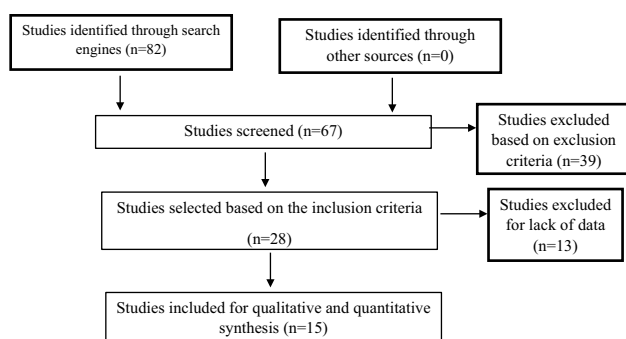 Studies identified through search
engines (n=82)
Studies identified through
other sources (n=0)
Studies screened (n=67)
Studies excluded
based on exclusion
criteria (n=39)
Studies selected based on the inclusion criteria
(n=28)
Studies excluded
for lack of data
(n=13)
Studies included for qualitative and quantitative
synthesis (n=15)